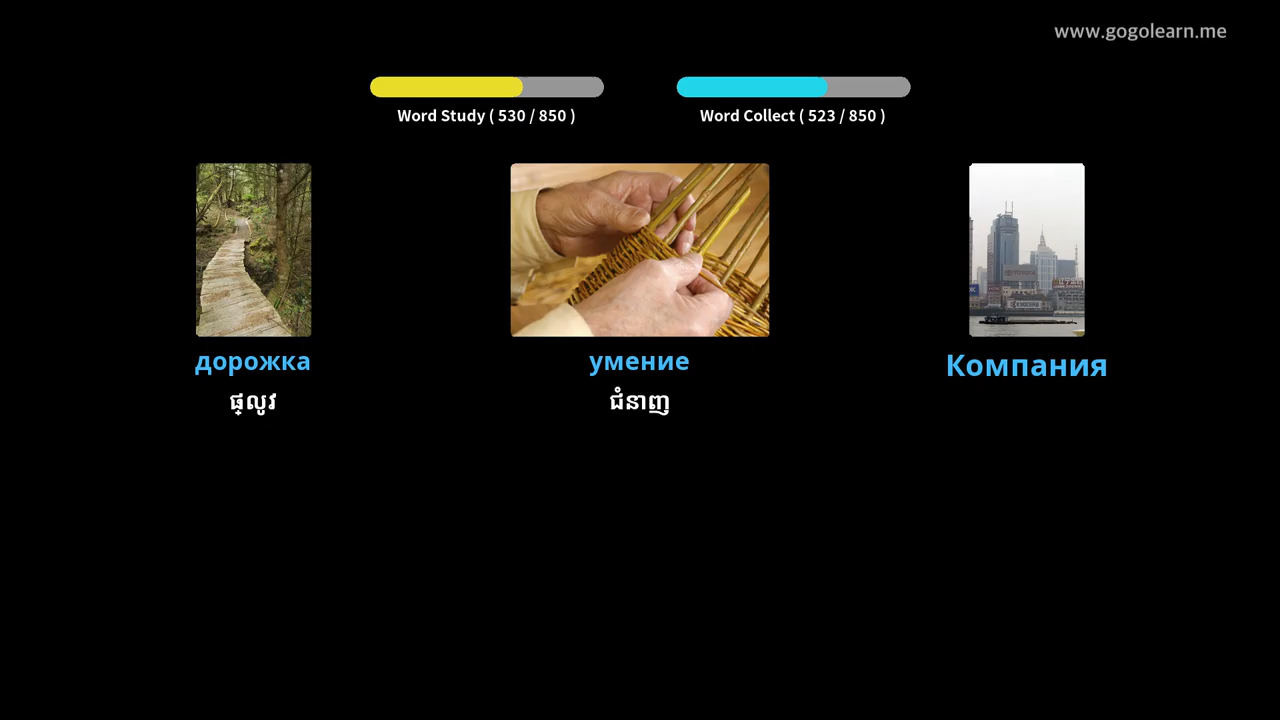 www.gogolearn.me
Word Study ( 530 / 850 )
Word Collect ( 523 / 850 )
дорожка
умение
Компания
ផ្លូវ
ជំនាញ